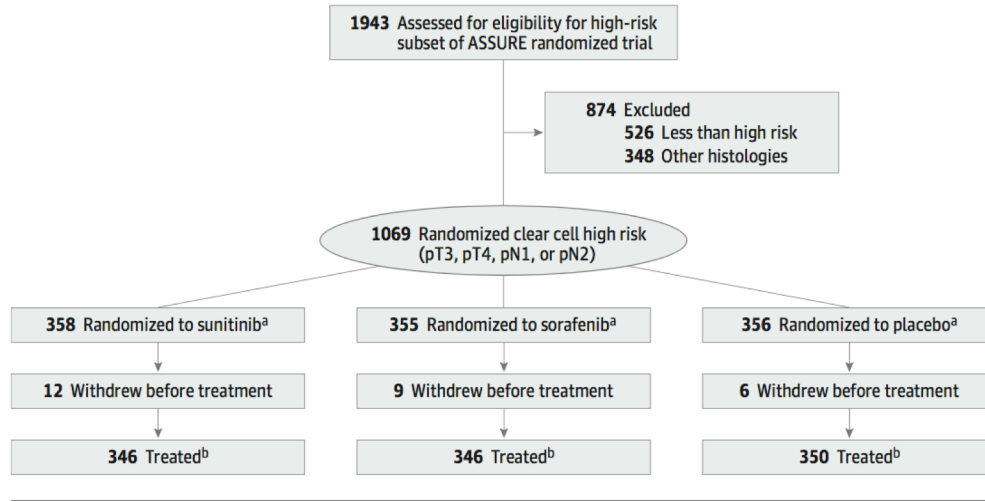 1943 Assessed for eligibility for high-risk
subset of ASSURE randomized trial
874 Excluded
526 Less than high risk
348 Other histologies
1069 Randomized clear cell high risk
(pT3, pT4, pN1, or pN2)
358 Randomized to sunitinibᵃ
355 Randomized to sorafenibᵃ
356 Randomized to placeboᵃ
12 Withdrew before treatment
9 Withdrew before treatment
6 Withdrew before treatment
346 Treatedᵇ
346 Treatedᵇ
350 Treatedᵇ